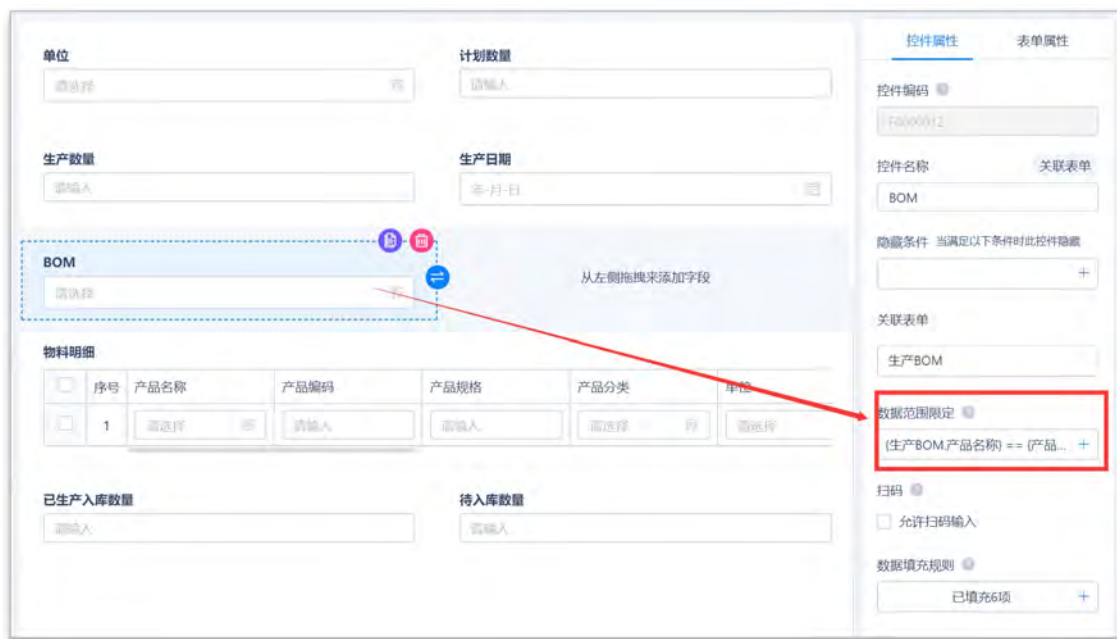 单位
计划数量
请选择
请输入
生产数量
生产日期
请输入
年-月-日
BOM
请选择
从左侧拖拽来添加字段
物料明细
序号 产品名称 产品编码 产品规格 产品分类 单位
1 请选择 请输入 请输入 请选择 请选择
已生产入库数量
待入库数量
请输入
请输入
控件属性 表单属性
控件编码
F0000012
控件名称 关联表单
BOM
隐藏条件 当满足以下条件时此控件隐藏
+
关联表单
生产BOM
数据范围限定
{生产BOM.产品名称} == {产品... +
扫码
允许扫码输入
数据填充规则
已填充6项 +